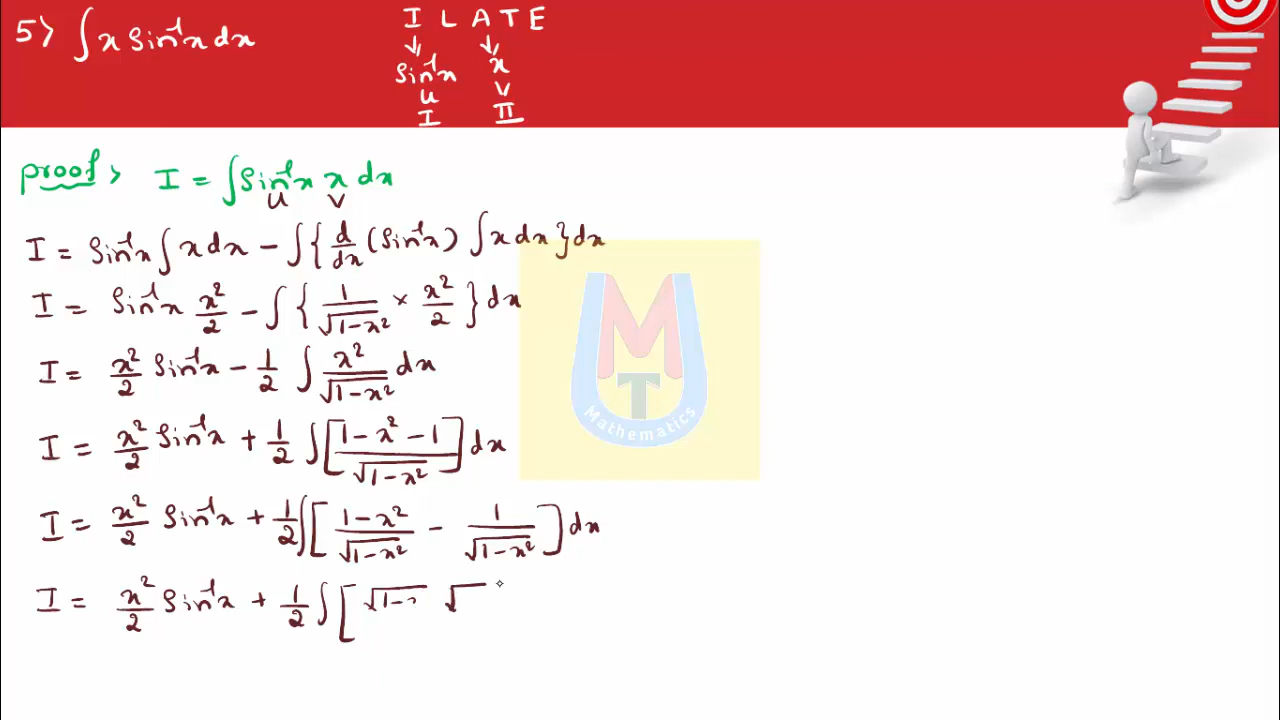 5> ∫ x Sin⁻¹x dx
I L A T E
↓ ↓
Sin⁻¹x x
u v
I II
proof > I = ∫ Sin⁻¹x x dx
u v
I = Sin⁻¹x ∫ x dx - ∫ { d/dx (Sin⁻¹x) ∫ x dx } dx
I = Sin⁻¹x x²/2 - ∫ { 1/√(1-x²) × x²/2 } dx
I = x²/2 Sin⁻¹x - 1/2 ∫ x²/√(1-x²) dx
I = x²/2 Sin⁻¹x + 1/2 ∫ [ (1-x²-1)/√(1-x²) ] dx
I = x²/2 Sin⁻¹x + 1/2 ∫ [ (1-x²)/√(1-x²) - 1/√(1-x²) ] dx
I = x²/2 Sin⁻¹x + 1/2 ∫ [ √1- √
UMT
Mathematics